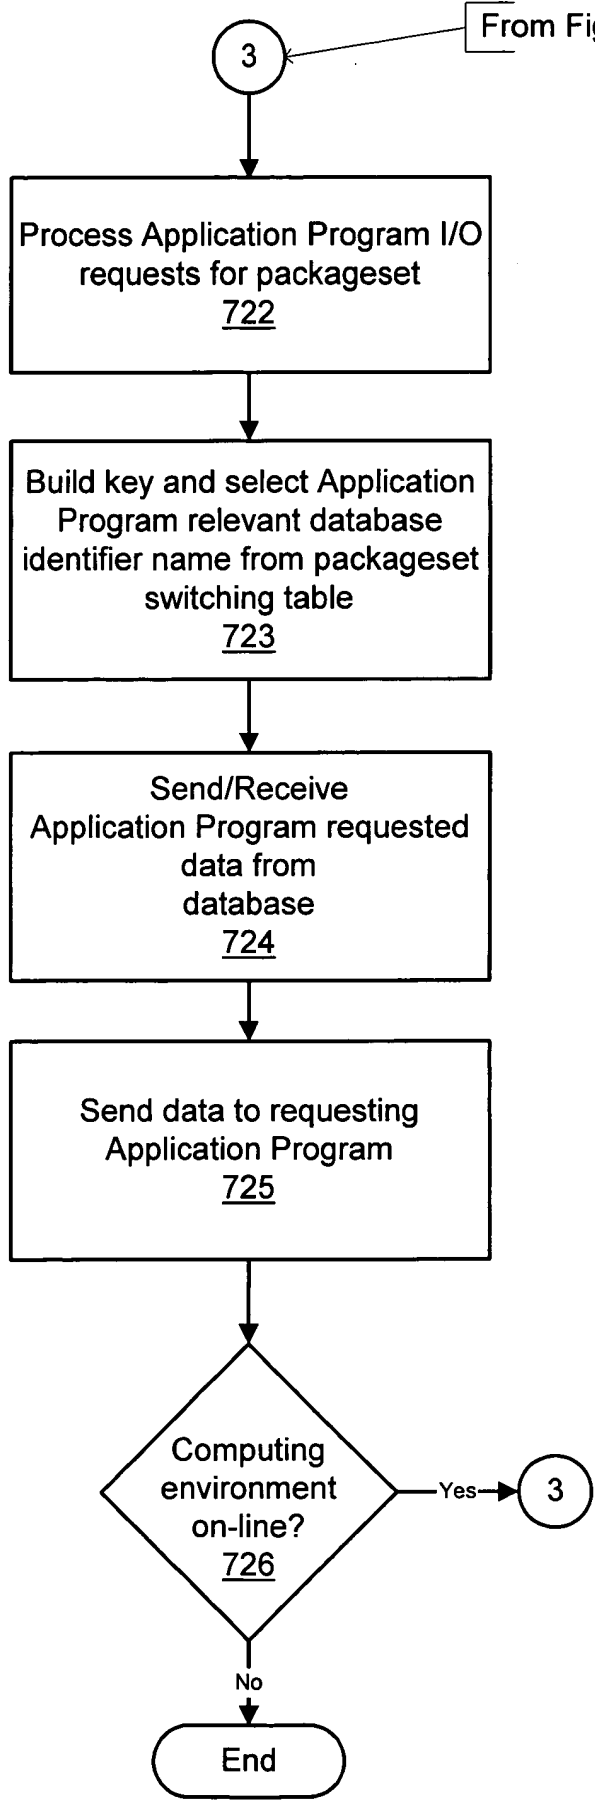 3
From
Process Application Program I/O
requests for packageset
722
Build key and select Application
Program relevant database
identifier name from packageset
switching table
723
Send/Receive
Application Program requested
data from
database
724
Send data to requesting
Application Program
725
Computing
environment
on-line?
726
Yes
3
No
End